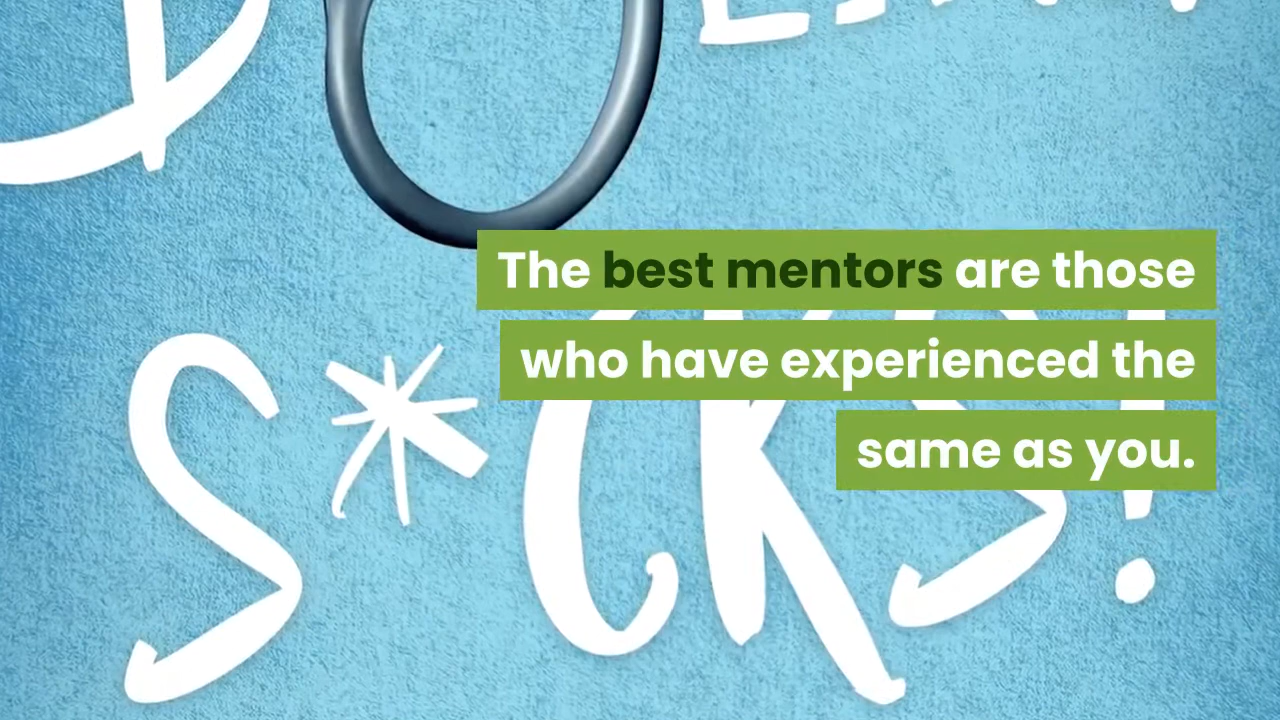 The best mentors are those
who have experienced the
same as you.
S*CKS!